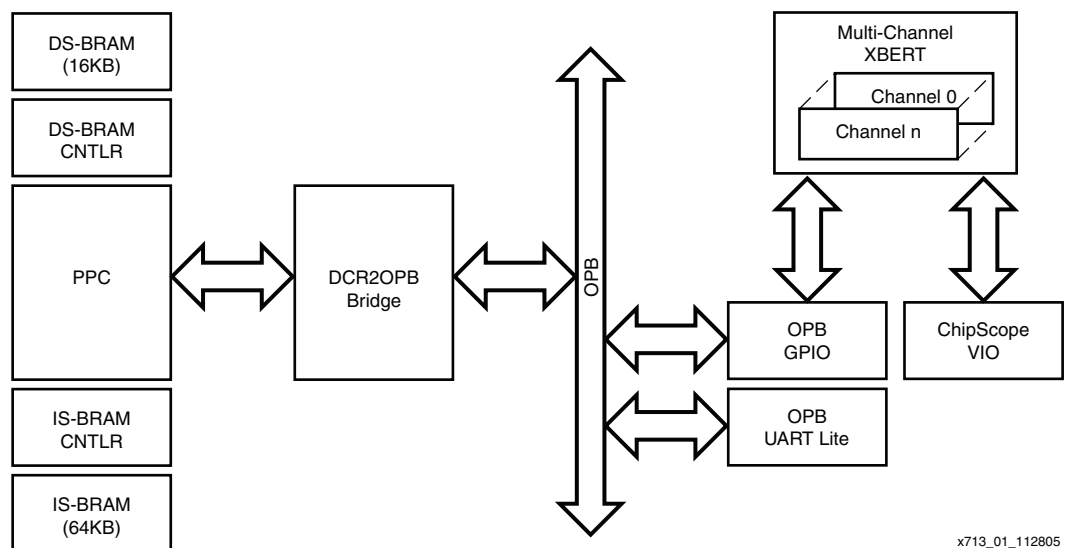 DS-BRAM
(16KB)
DS-BRAM
CNTLR
PPC
IS-BRAM
CNTLR
IS-BRAM
(64KB)
DCR2OPB
Bridge
OPB
Multi-Channel
XBERT
Channel 0
Channel n
OPB
GPIO
ChipScope
VIO
OPB
UART Lite
x713_01_112805